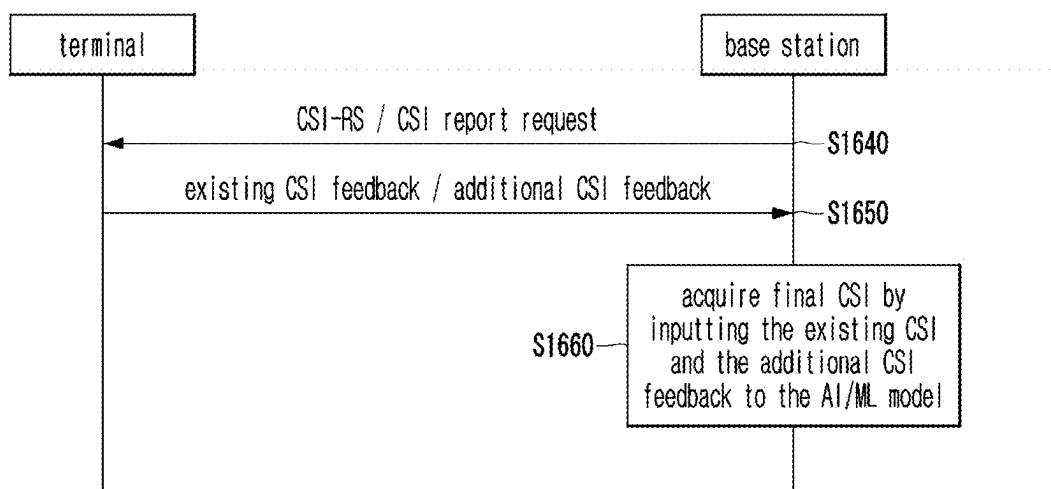 terminal
base station
CSI-RS / CSI report request
S1640
existing CSI feedback / additional CSI feedback
S1650
acquire final CSI by
inputting the existing CSI
and the additional CSI
feedback to the AI/ML model
S1660